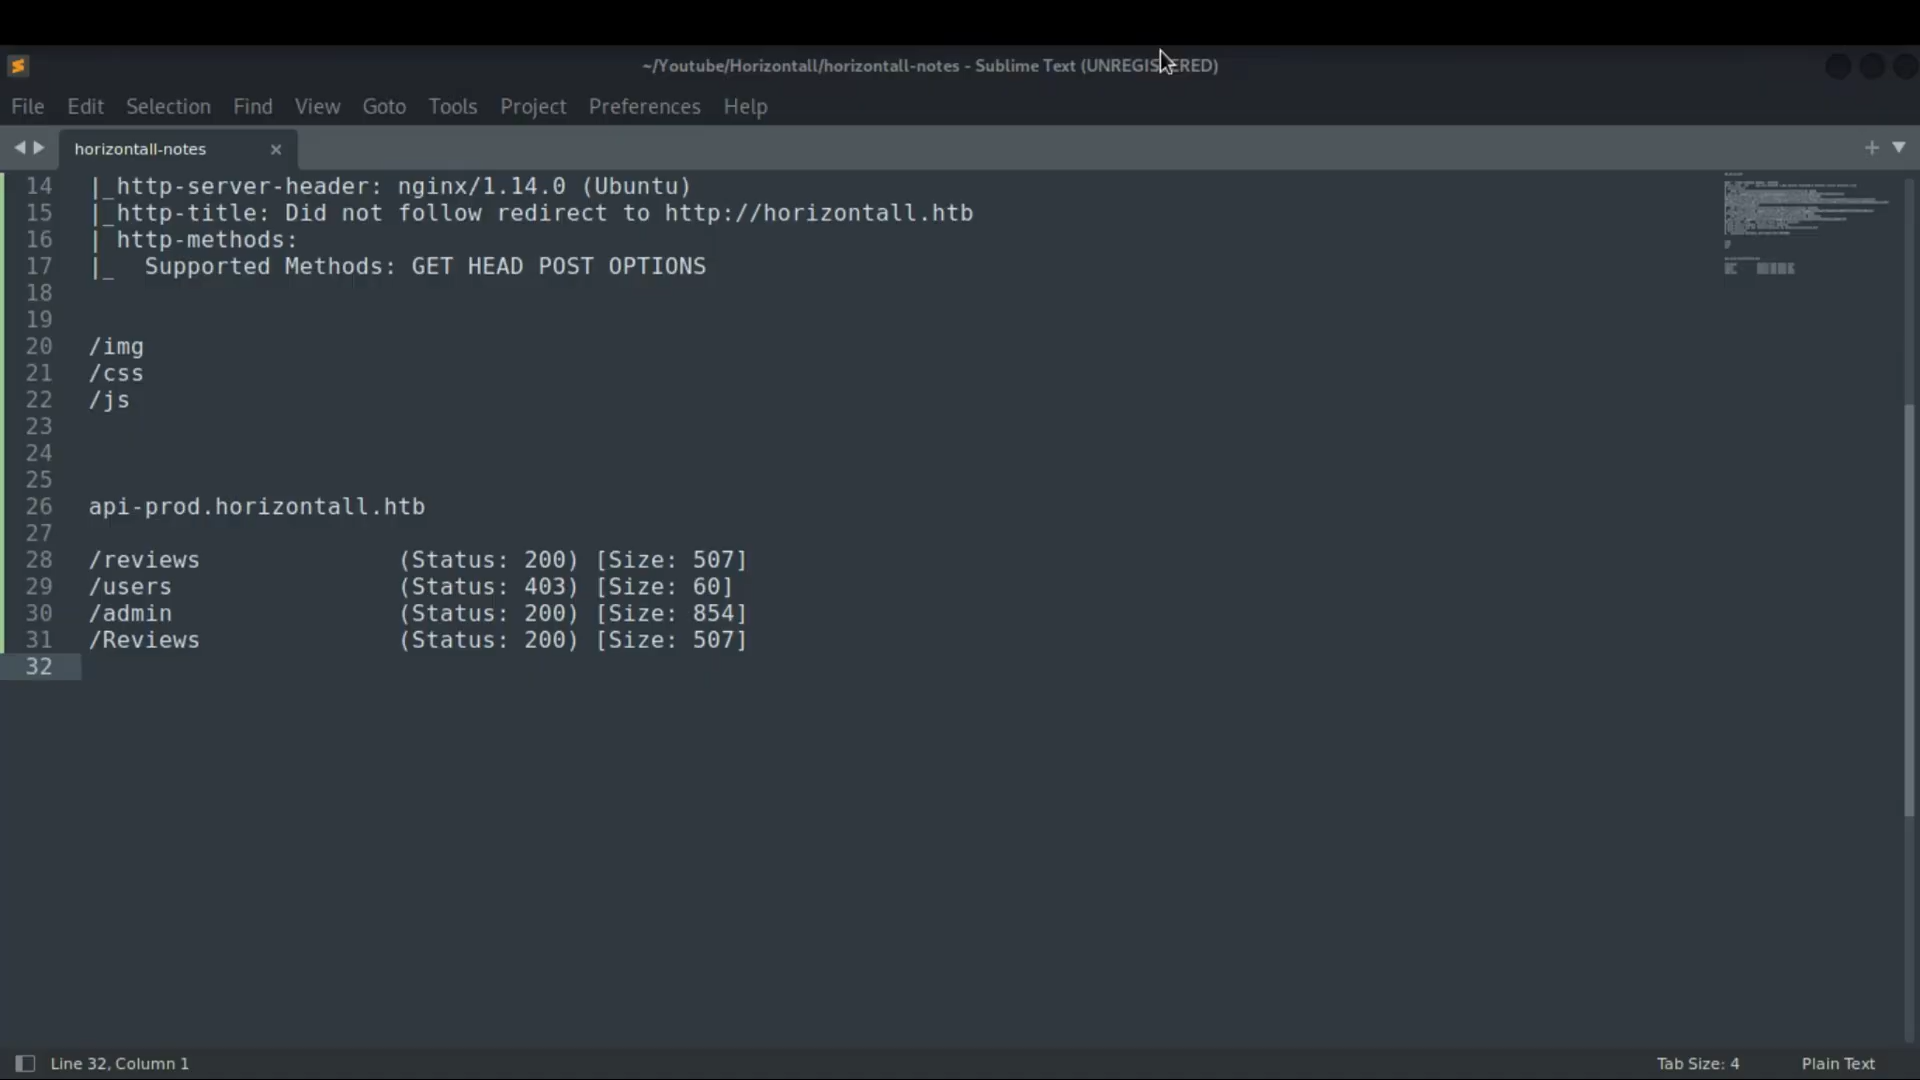 ~/Youtube/Horizontall/horizontall-notes - Sublime Text (UNREGISTERED)
File Edit Selection Find View Goto Tools Project Preferences Help
horizontall-notes
14 |_http-server-header: nginx/1.14.0 (Ubuntu)
15 |_http-title: Did not follow redirect to http://horizontall.htb
16 | http-methods:
17 |_  Supported Methods: GET HEAD POST OPTIONS
18
19
20 /img
21 /css
22 /js
23
24
25
26 api-prod.horizontall.htb
27
28 /reviews (Status: 200) [Size: 507]
29 /users (Status: 403) [Size: 60]
30 /admin (Status: 200) [Size: 854]
31 /Reviews (Status: 200) [Size: 507]
32
Line 32, Column 1 Tab Size: 4 Plain Text